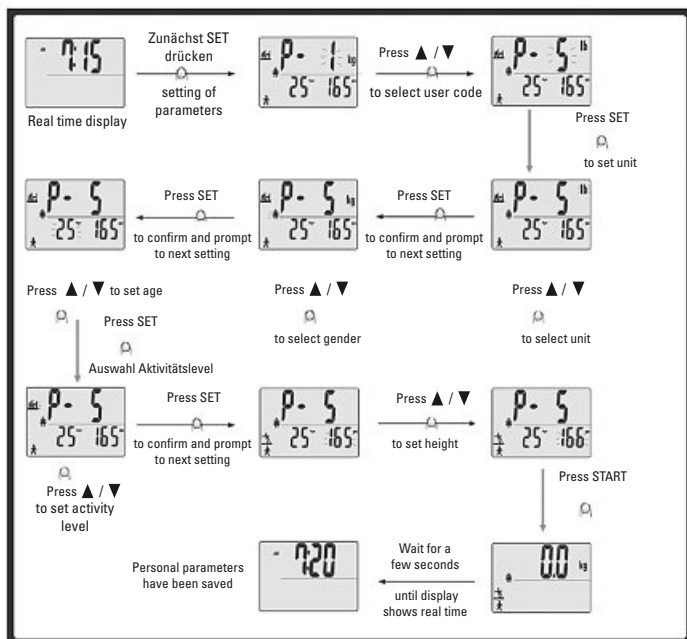 7:15
Real time display
Zunächst SET
drücken
setting of
parameters
P- 1 kg
25 165
Press ▲ / ▼
to select user code
P- 5 lb
25 165
Press SET
to set unit
P- 5
25 165
Press SET
to confirm and prompt
to next setting
P- 5 kg
25 165
Press SET
to confirm and prompt
to next setting
P- 5 lb
25 165
Press ▲ / ▼ to set age
Press SET
Auswahl Aktivitätslevel
Press ▲ / ▼
to select gender
Press ▲ / ▼
to select unit
P- 5
25 165
Press SET
to confirm and prompt
to next setting
P- 5
25 165
Press ▲ / ▼
to set height
P- 5
25 166
Press ▲ / ▼
to set activity
level
Press START
Personal parameters
have been saved
7:20
Wait for a
few seconds
until display
shows real time
0.0 kg